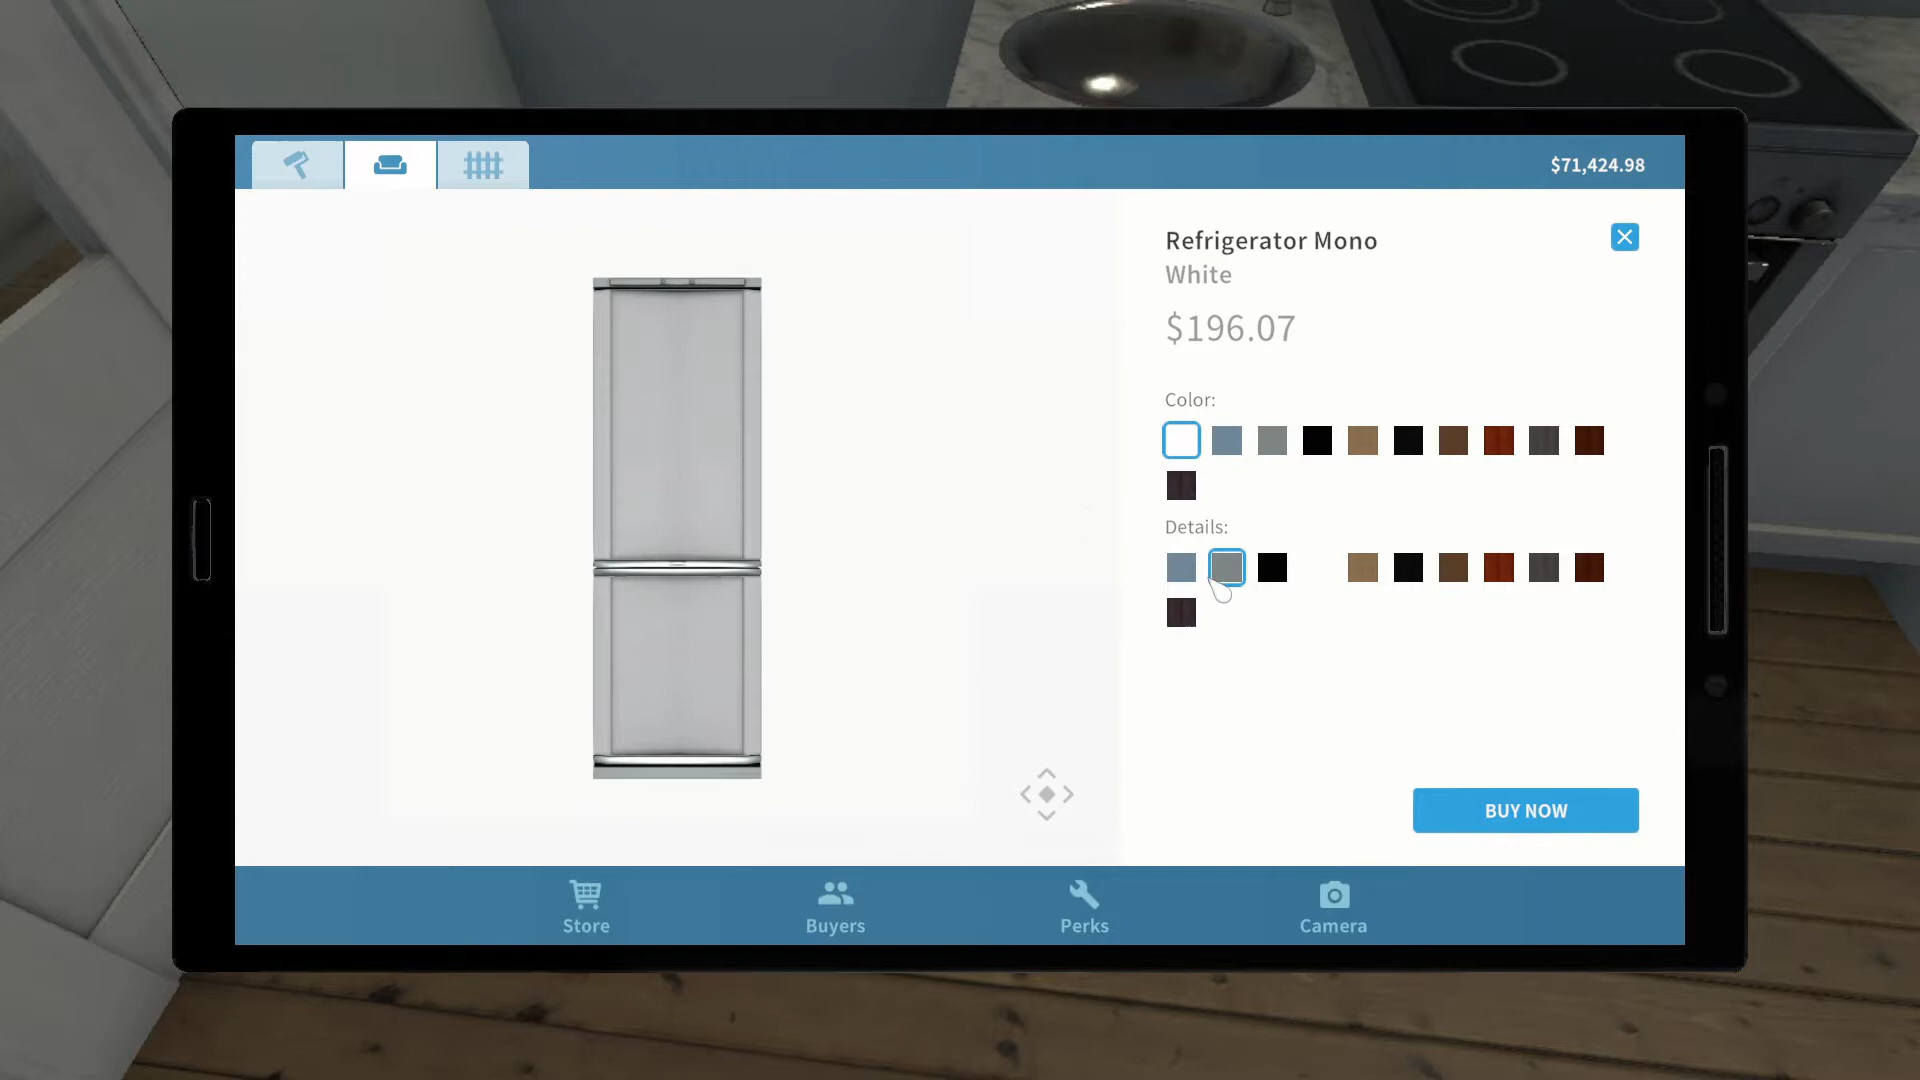 $71,424.98
Refrigerator Mono
White
$196.07
Color:
Details:
BUY NOW
Store
Buyers
Perks
Camera